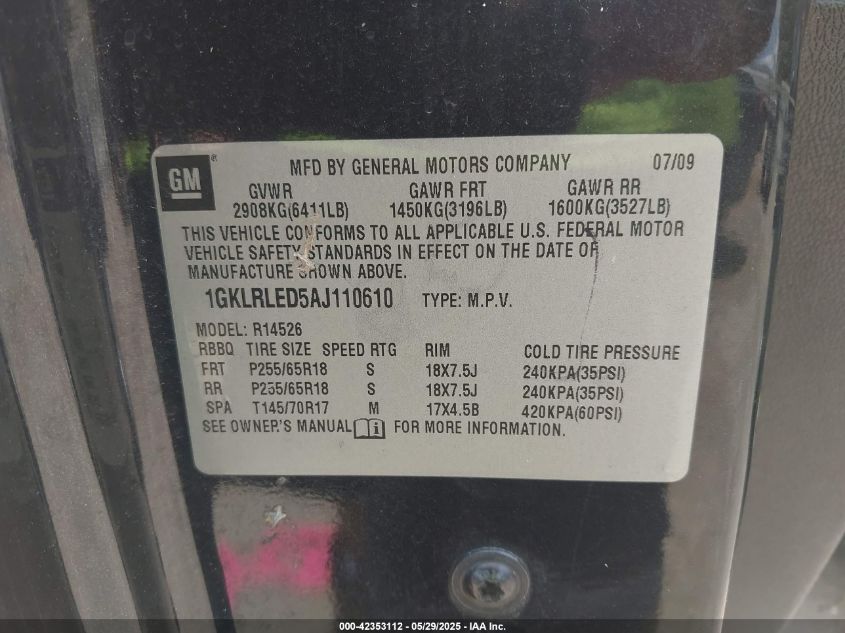 GM ® MFD BY GENERAL MOTORS COMPANY 07/09
GVWR GAWR FRT GAWR RR
2908KG(6411LB) 1450KG(3196LB) 1600KG(3527LB)
THIS VEHICLE CONFORMS TO ALL APPLICABLE U.S. FEDERAL MOTOR
VEHICLE SAFETY STANDARDS IN EFFECT ON THE DATE OF
MANUFACTURE SHOWN ABOVE.
1GKLRLED5AJ110610 TYPE: M.P.V.
MODEL: R14526
RBBQ TIRE SIZE SPEED RTG RIM COLD TIRE PRESSURE
FRT P255/65R18 S 18X7.5J 240KPA(35PSI)
RR P255/65R18 S 18X7.5J 240KPA(35PSI)
SPA T145/70R17 M 17X4.5B 420KPA(60PSI)
SEE OWNER'S MANUAL i FOR MORE INFORMATION.
000-42353112 - 05/29/2025 - IAA Inc.